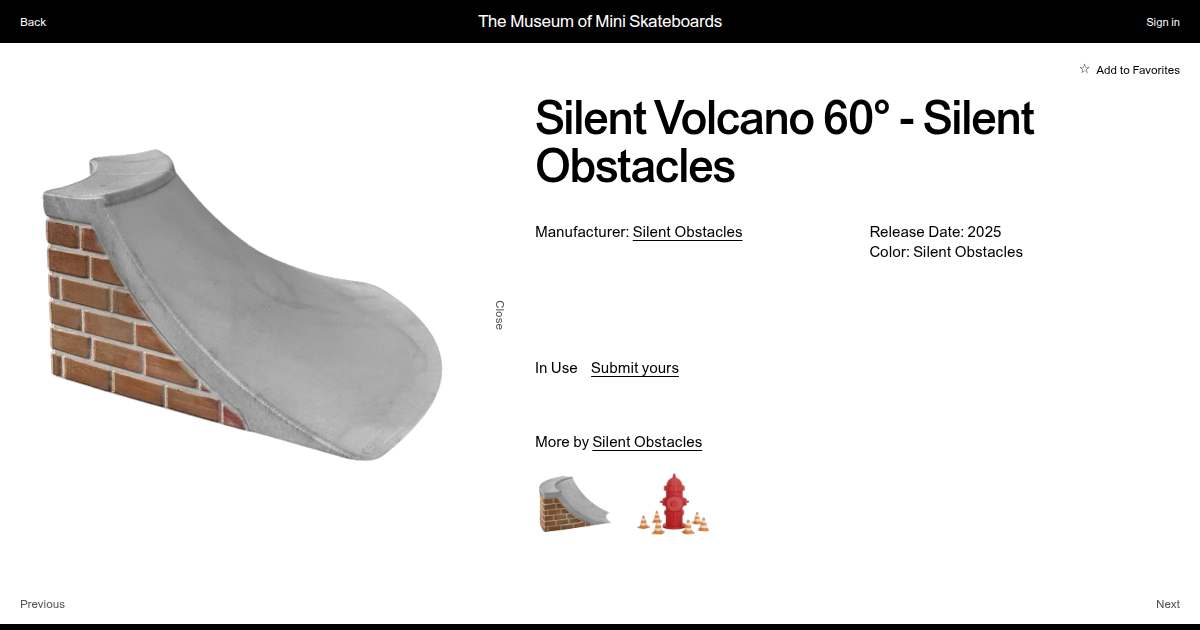 Back
The Museum of Mini Skateboards
Sign in
☆ Add to Favorites
Silent Volcano 60° - Silent
Obstacles
Manufacturer: Silent Obstacles
Release Date: 2025
Color: Silent Obstacles
Close
In Use Submit yours
More by Silent Obstacles
Previous
Next